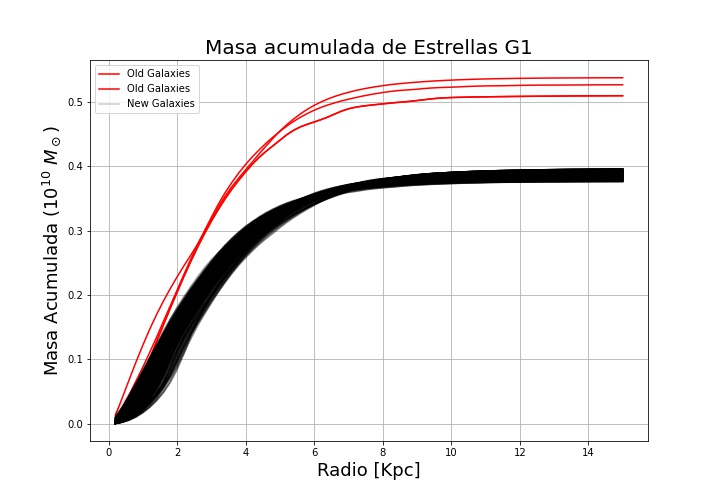 Masa acumulada de Estrellas G1
Old Galaxies
Old Galaxies
New Galaxies
Masa Acumulada (10^{10} M_⊙)
0.5
0.4
0.3
0.2
0.1
0.0
0 2 4 6 8 10 12 14
Radio [Kpc]